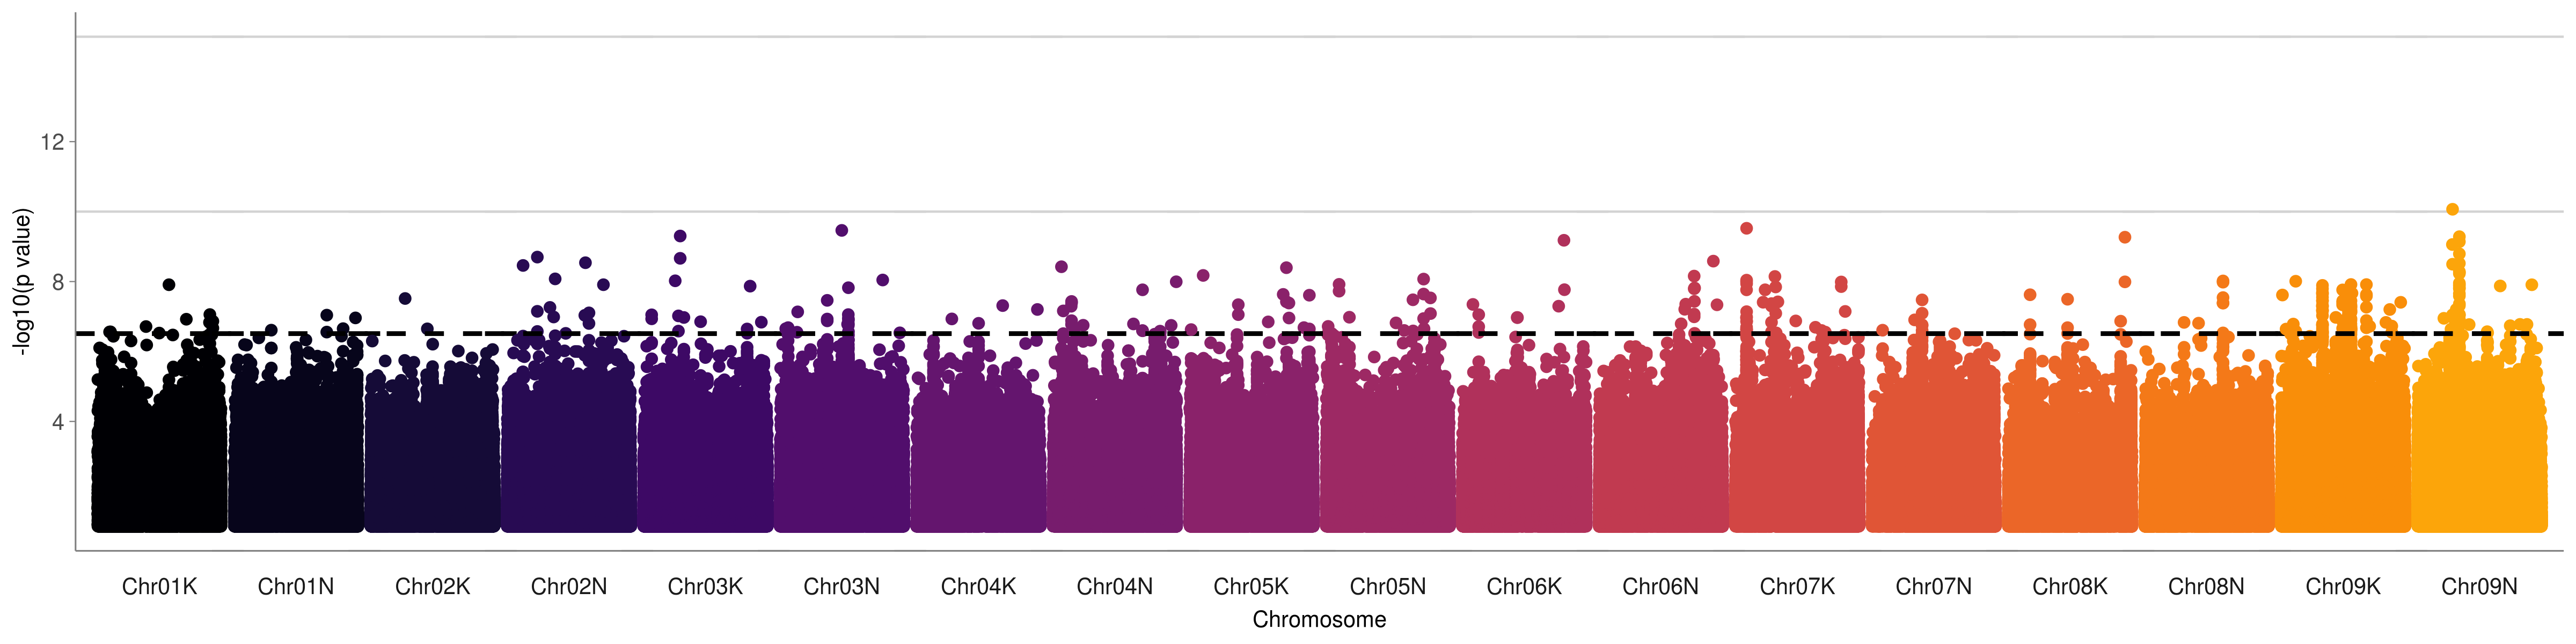 -log10(p value)
12
8
4
Chr01K Chr01N Chr02K Chr02N Chr03K Chr03N Chr04K Chr04N Chr05K Chr05N Chr06K Chr06N Chr07K Chr07N Chr08K Chr08N Chr09K Chr09N
Chromosome